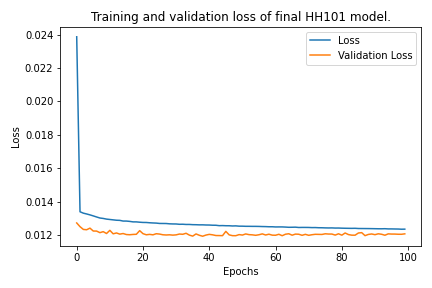 Training and validation loss of final HH101 model.
Loss
Validation Loss
0.024
0.022
0.020
0.018
0.016
0.014
0.012
Loss
0 20 40 60 80 100
Epochs